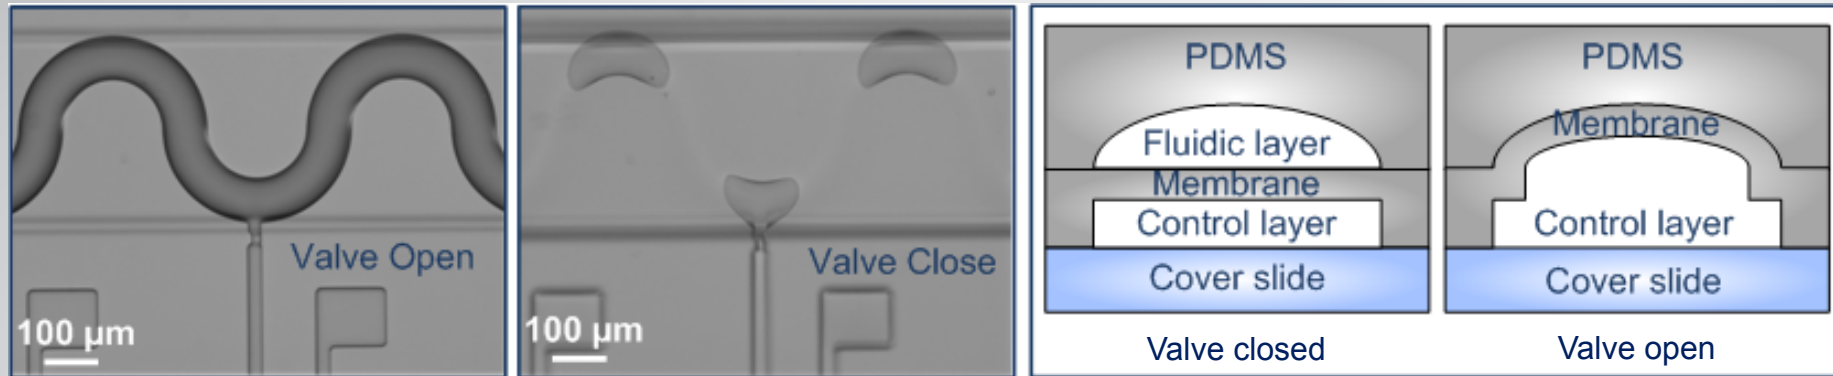 Valve Open
100 µm
Valve Close
100 µm
PDMS
Fluidic layer
Membrane
Control layer
Cover slide
Valve closed
PDMS
Membrane
Control layer
Cover slide
Valve open